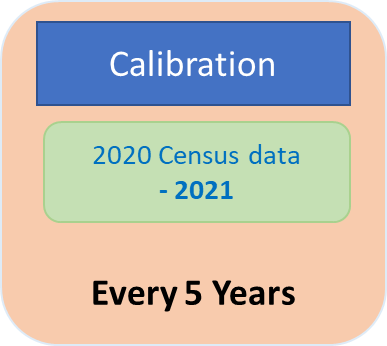 Calibration
2020 Census data
- 2021
Every 5 Years